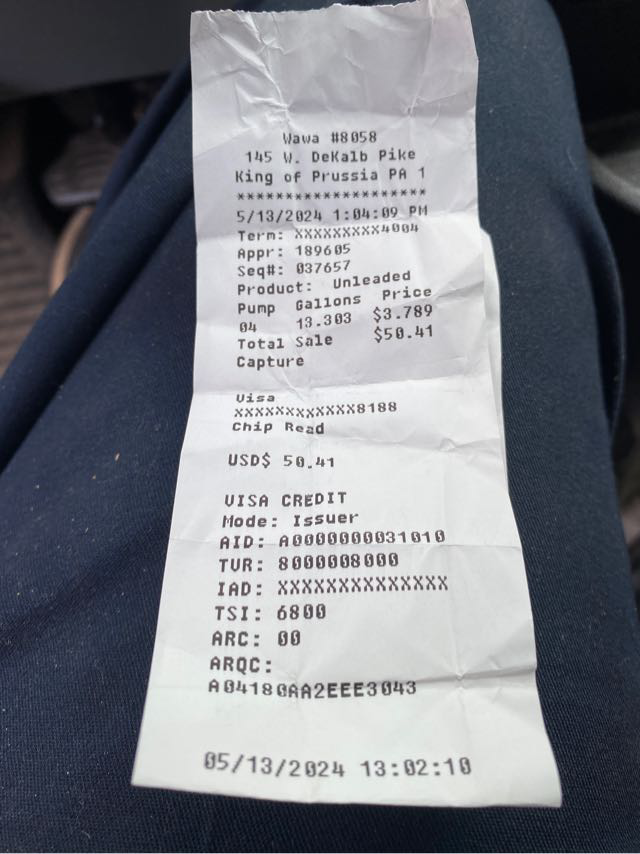 Wawa #8058
145 W. DeKalb Pike
King of Prussia PA 1
********************
5/13/2024 1:04:09 PM
Term: XXXXXXXXX4004
Appr: 189605
Seq#: 037657
Product: Unleaded
Pump Gallons Price
04 13.303 $3.789
Total Sale $50.41
Capture
Visa
XXXXXXXXXXXX8188
Chip Read
USD$ 50.41
VISA CREDIT
Mode: Issuer
AID: A0000000031010
TVR: 8000008000
IAD: XXXXXXXXXXXXXX
TSI: 6800
ARC: 00
ARQC:
A04180AA2EEE3043
05/13/2024 13:02:10